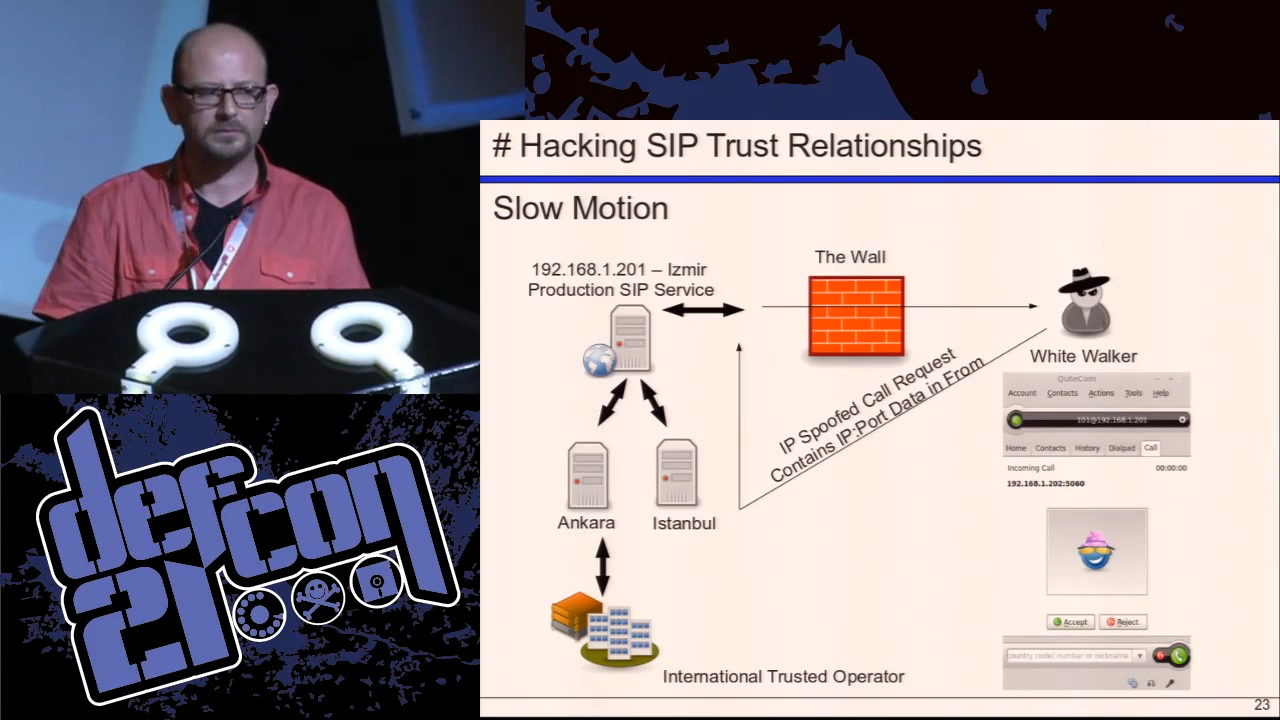 # Hacking SIP Trust Relationships
Slow Motion
192.168.1.201 – Izmir
Production SIP Service
The Wall
White Walker
IP Spoofed Call Request
Contains IP:Port Data in From
QuteCom
Account Contacts Actions Tools Help
101@192.168.1.201
Home Contacts History Dialpad Call
Incoming Call 00:00:00
192.168.1.202:5060
Accept Reject
country code) number or nickname
Ankara
Istanbul
International Trusted Operator
23
defcon
21